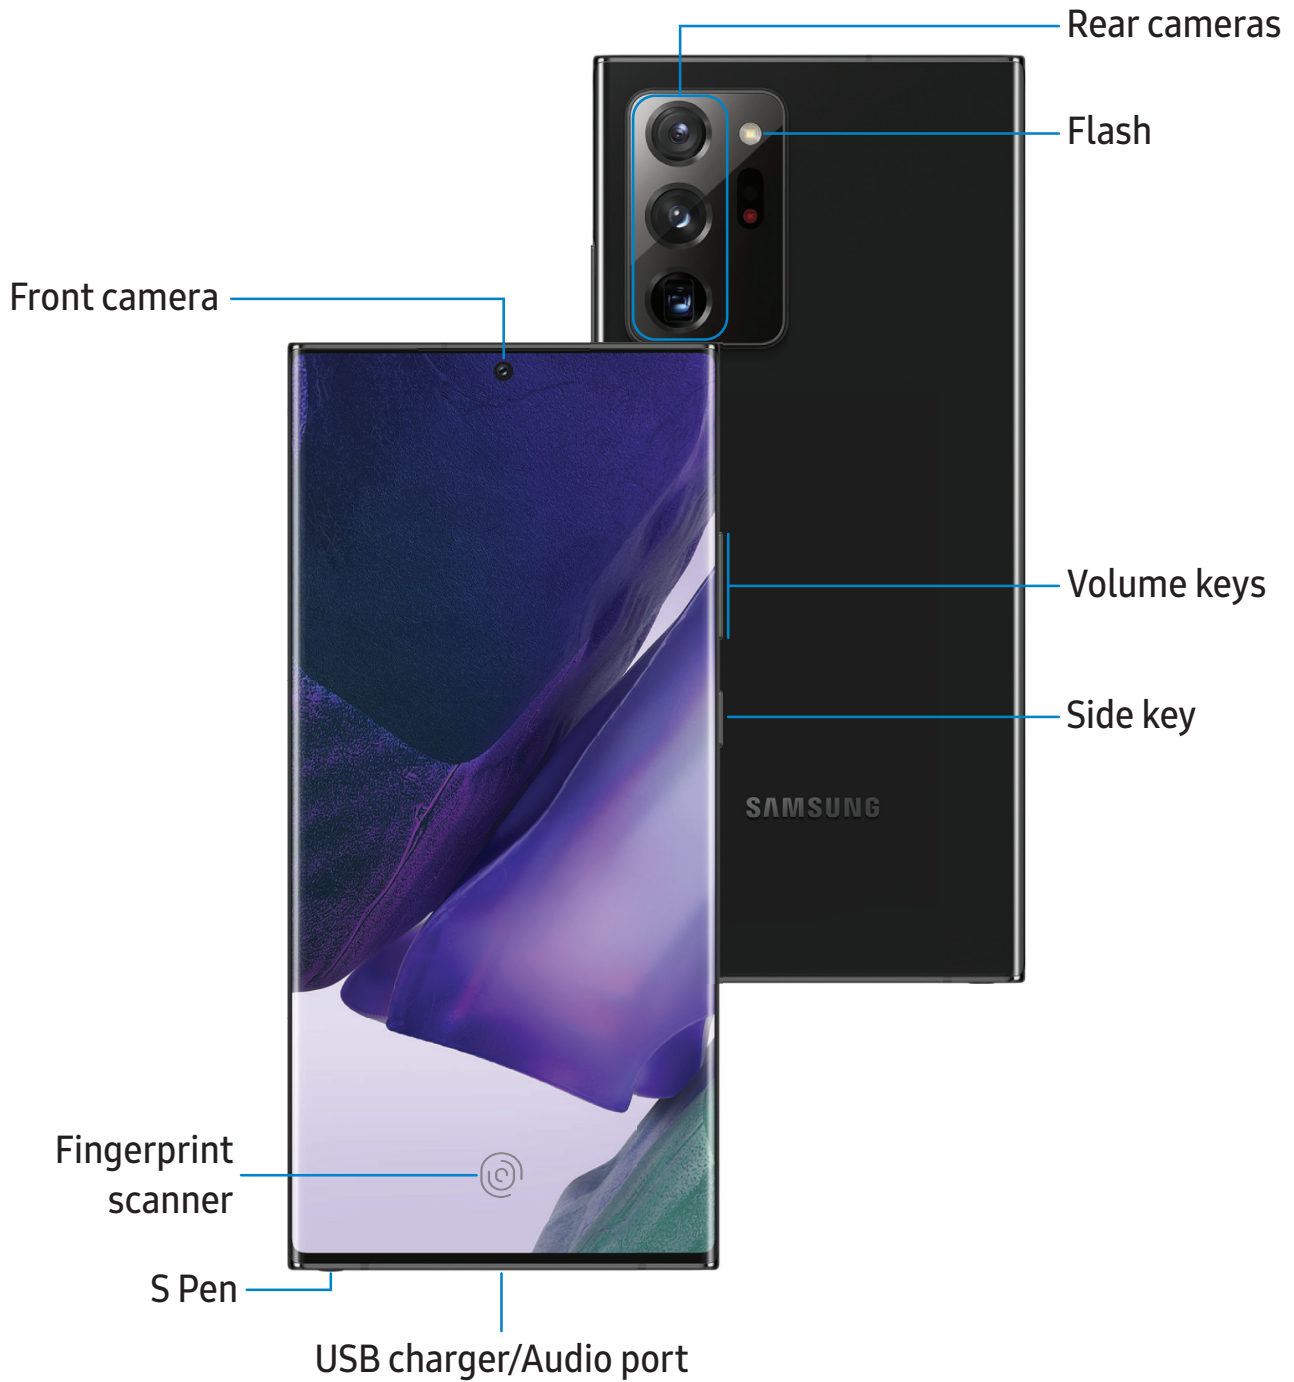 Rear cameras
Flash
Front camera
Volume keys
Side key
SAMSUNG
Fingerprint
scanner
S Pen
USB charger/Audio port